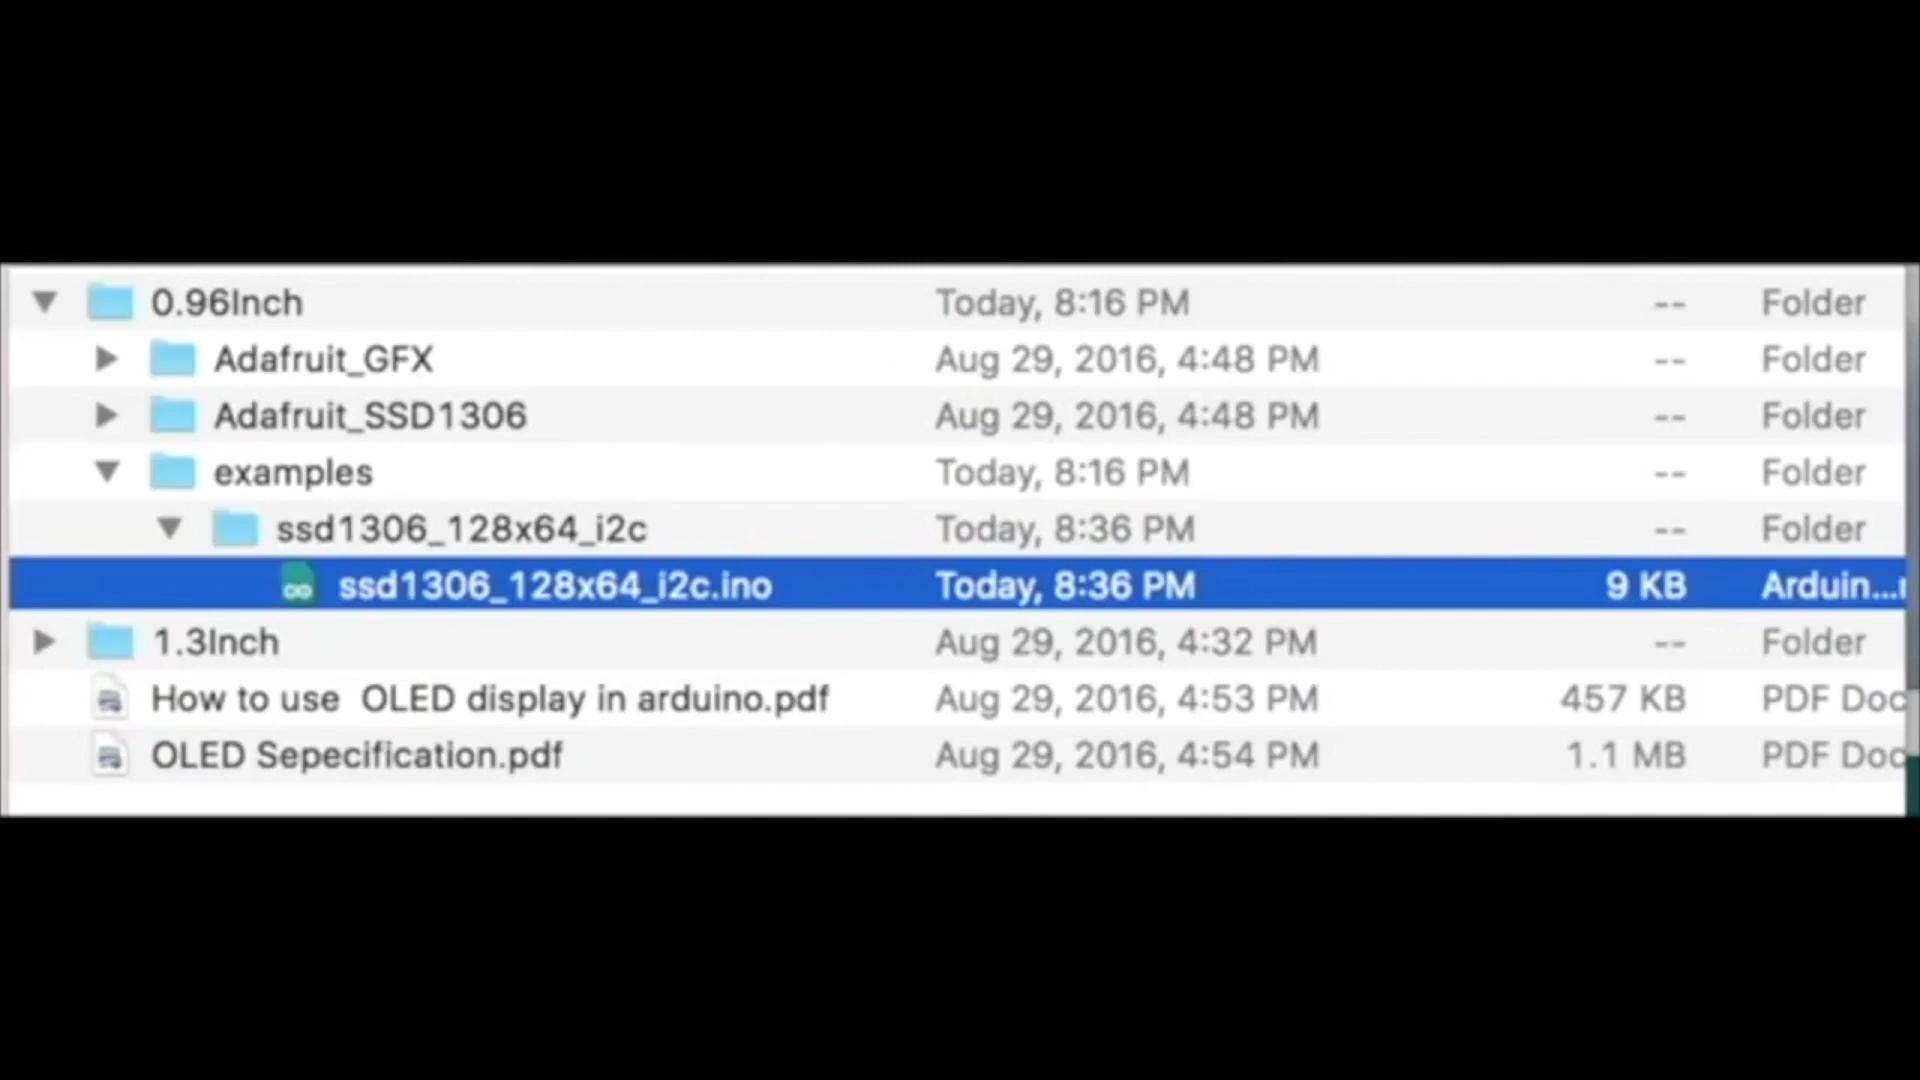 0.96Inch Today, 8:16 PM -- Folder
Adafruit_GFX Aug 29, 2016, 4:48 PM -- Folder
Adafruit_SSD1306 Aug 29, 2016, 4:48 PM -- Folder
examples Today, 8:16 PM -- Folder
ssd1306_128x64_i2c Today, 8:36 PM -- Folder
ssd1306_128x64_i2c.ino Today, 8:36 PM 9 KB Arduin...
1.3Inch Aug 29, 2016, 4:32 PM -- Folder
How to use  OLED display in arduino.pdf Aug 29, 2016, 4:53 PM 457 KB PDF Doc
OLED Sepecification.pdf Aug 29, 2016, 4:54 PM 1.1 MB PDF Doc